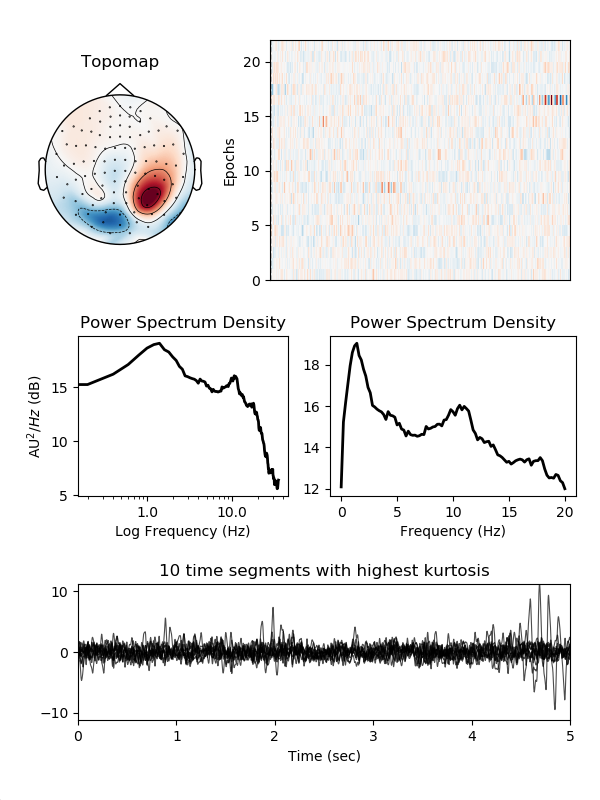 Topomap
Epochs
20
15
10
5
0
Power Spectrum Density
AU²/Hz (dB)
15
10
5
1.0 10.0
Log Frequency (Hz)
Power Spectrum Density
18
16
14
12
0 5 10 15 20
Frequency (Hz)
10 time segments with highest kurtosis
10
0
−10
0 1 2 3 4 5
Time (sec)